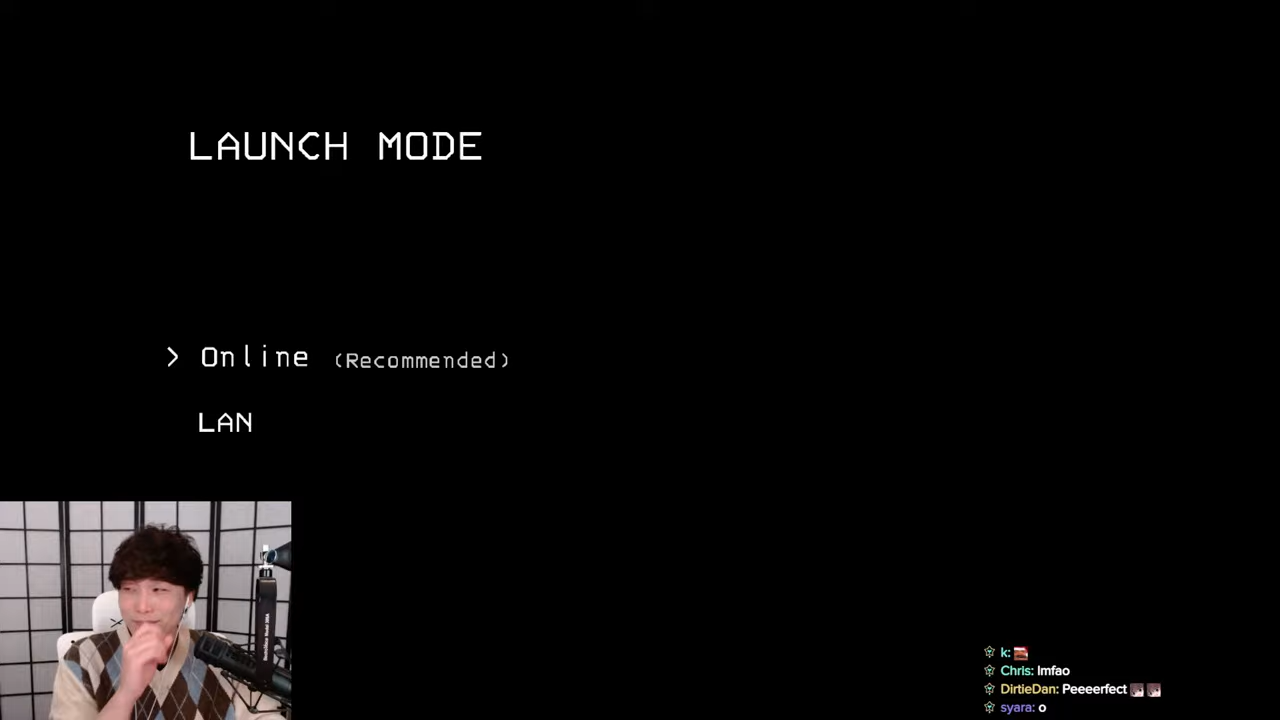 LAUNCH MODE
> Online (Recommended)
LAN
k:
Chris: lmfao
DirtieDan: Peeeerfect
syara: o